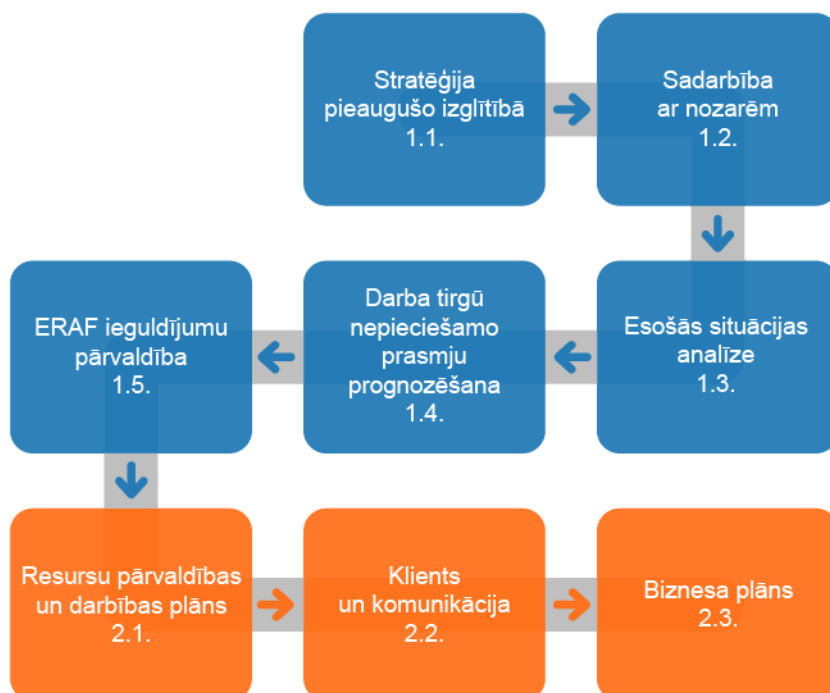 Stratēģija
pieaugušo izglītībā
1.1.
Sadarbība
ar nozarēm
1.2.
Esošās situācijas
analīze
1.3.
Darba tirgū
nepieciešamo
prasmju
prognozēšana
1.4.
ERAF ieguldījumu
pārvaldība
1.5.
Resursu pārvaldības
un darbības plāns
2.1.
Klients
un komunikācija
2.2.
Biznesa plāns
2.3.